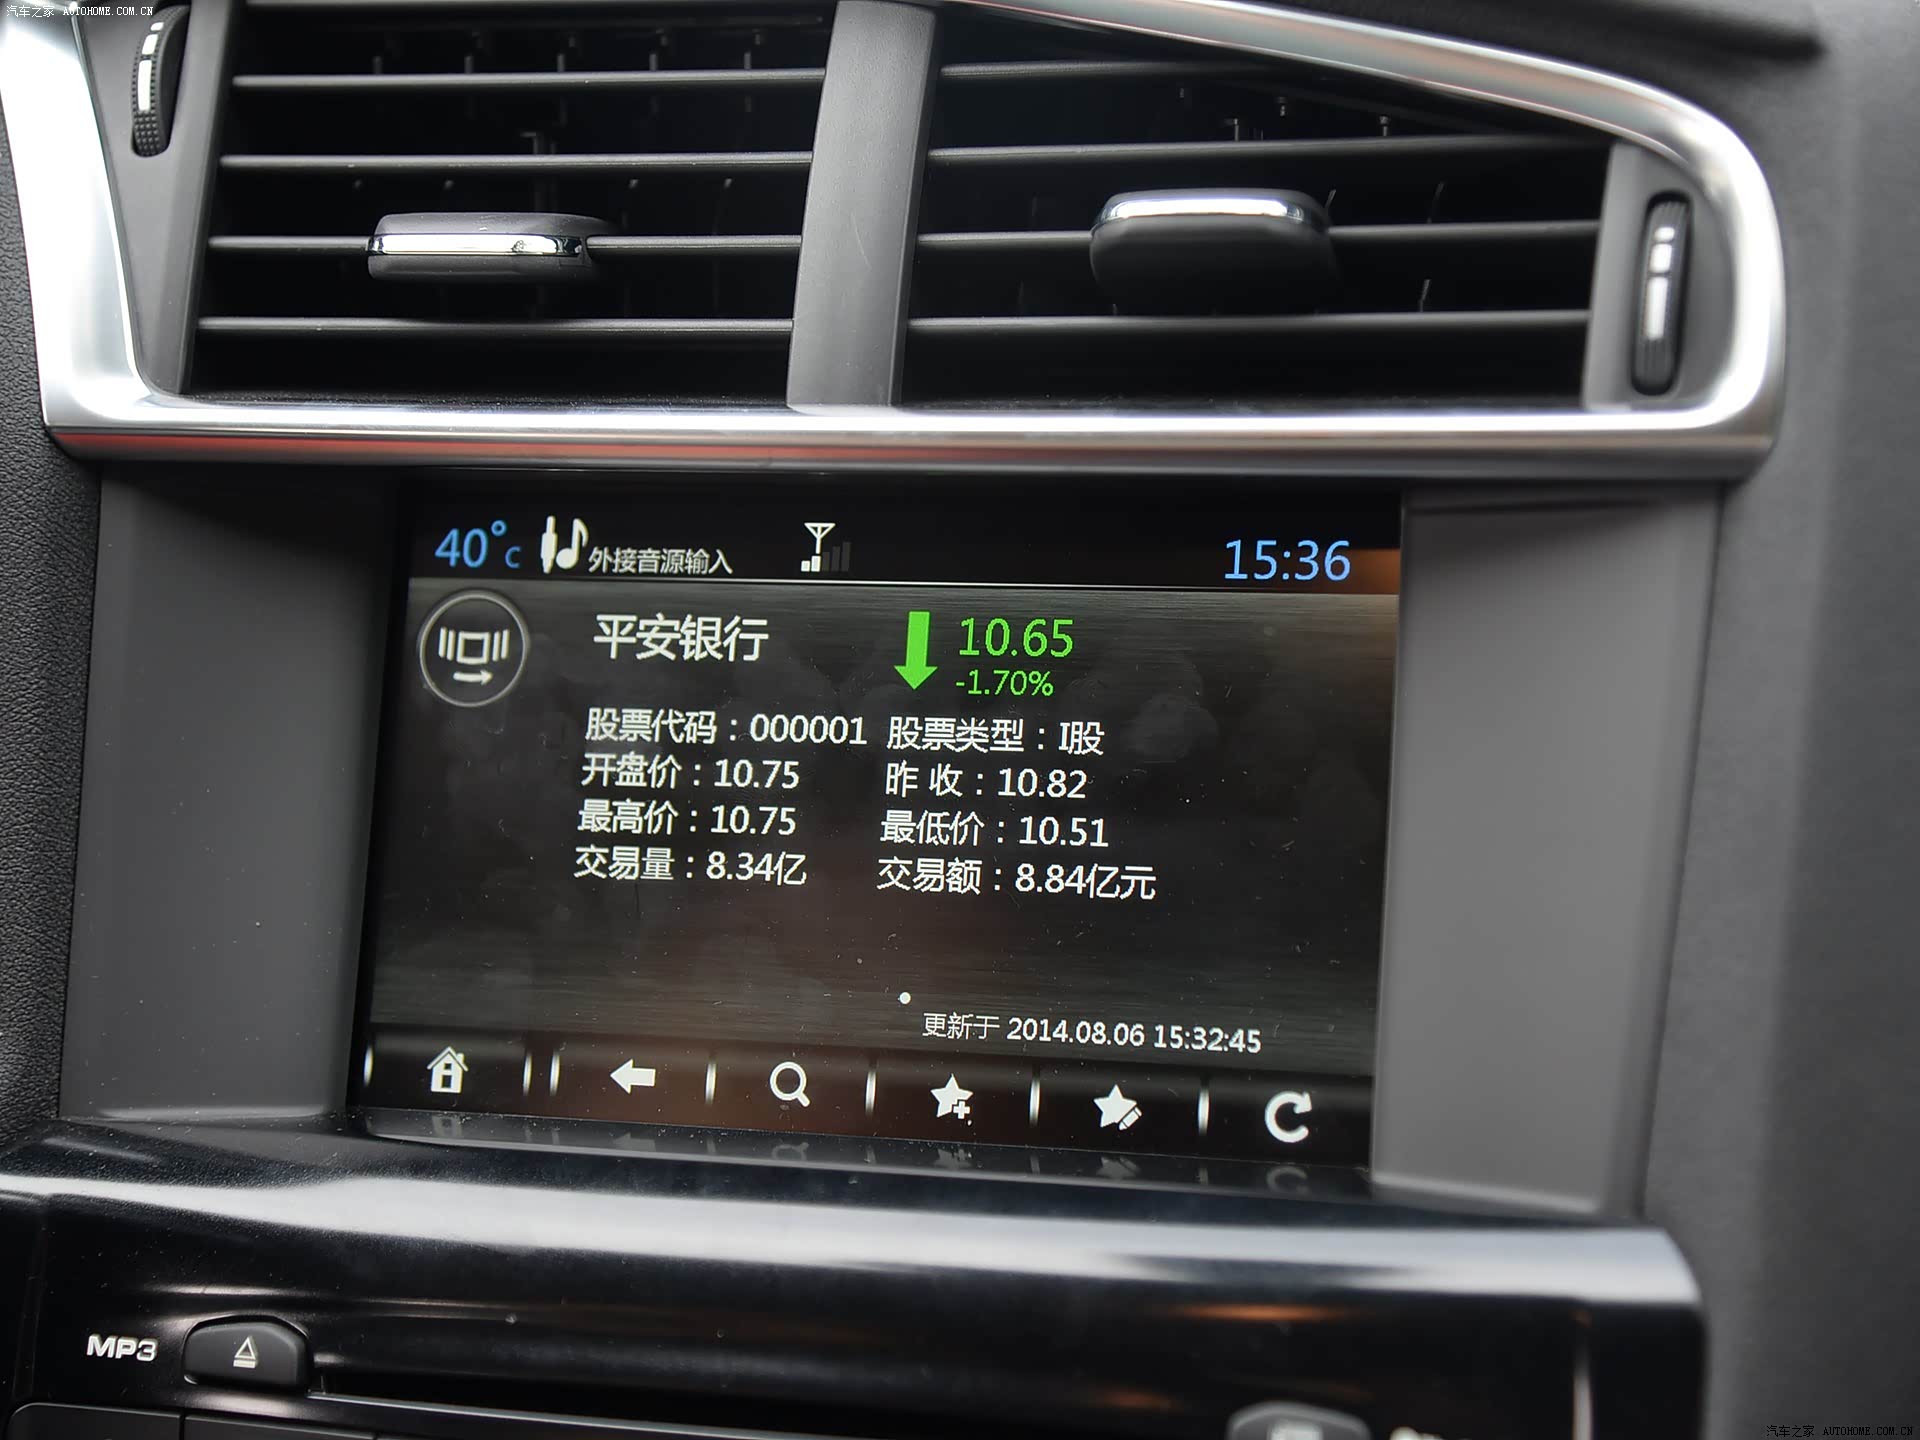 汽车之家 AUTOHOME.COM.CN
40°c 外接音源输入 15:36
平安银行 10.65
-1.70%
股票代码：000001 股票类型：I股
开盘价：10.75 昨 收：10.82
最高价：10.75 最低价：10.51
交易量：8.34亿 交易额：8.84亿元
更新于 2014.08.06 15:32:45
MP3
汽车之家 AUTOHOME.COM.CN